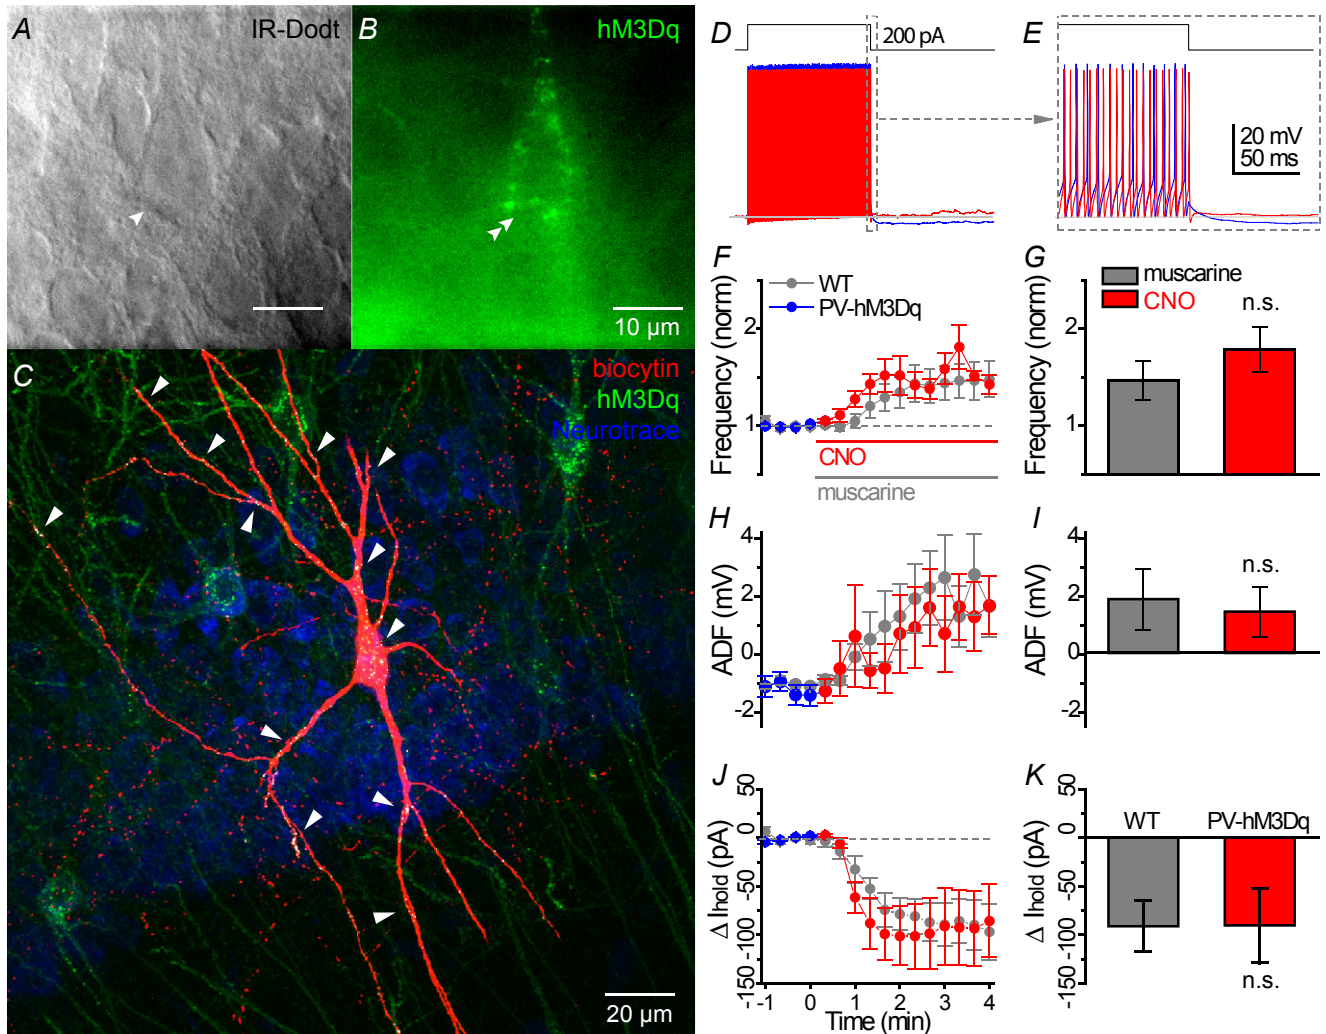 A
IR-Dodt
B
hM3Dq
10 µm
C
biocytin
hM3Dq
Neurotrace
20 µm
D
200 pA
E
20 mV
50 ms
F
Frequency (norm)
2
1
WT
PV-hM3Dq
CNO
muscarine
G
Frequency (norm)
2
1
muscarine
CNO
n.s.
H
ADF (mV)
4
2
0
-2
I
ADF (mV)
4
2
0
-2
n.s.
J
Δ Ihold (pA)
50
0
-50
-100
-150
-1 0 1 2 3 4
Time (min)
K
Δ Ihold (pA)
50
0
-50
-100
-150
WT PV-hM3Dq
n.s.